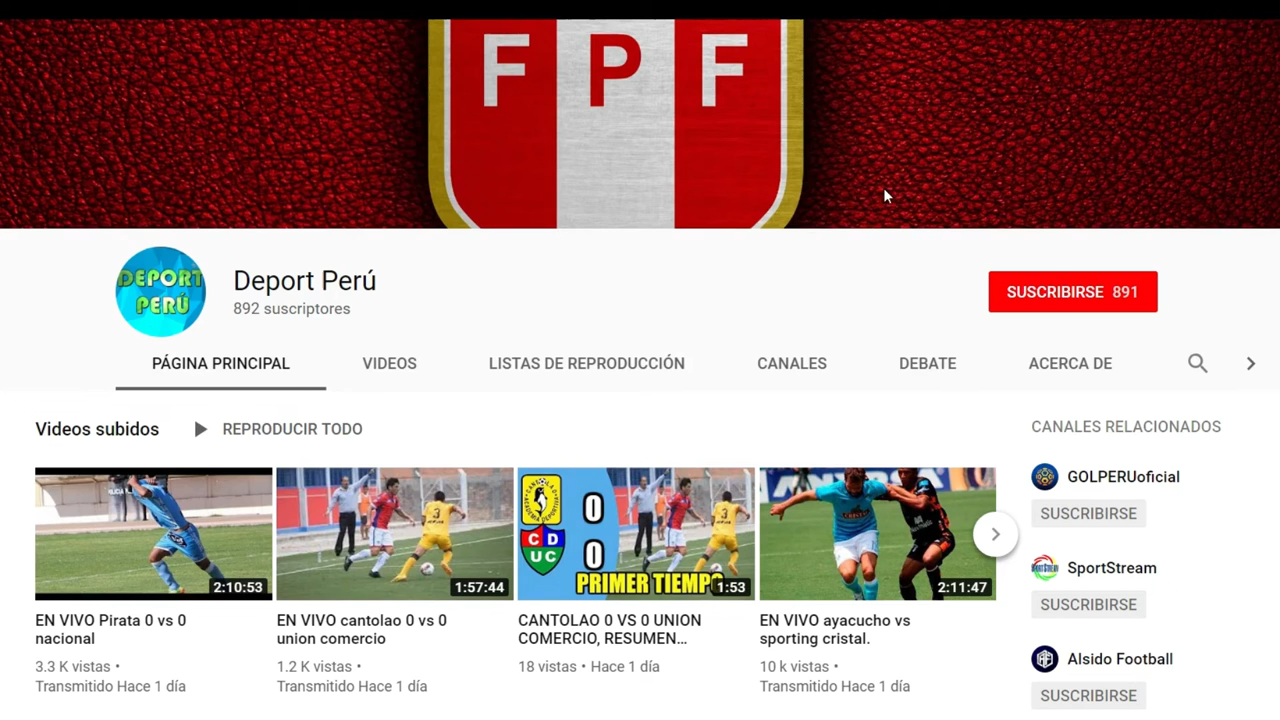 F P F
DEPORT
PERÚ
Deport Perú
892 suscriptores
SUSCRIBIRSE 891
PÁGINA PRINCIPAL
VIDEOS
LISTAS DE REPRODUCCIÓN
CANALES
DEBATE
ACERCA DE
Videos subidos
REPRODUCIR TODO
2:10:53
EN VIVO Pirata 0 vs 0
nacional
3.3 K vistas •
Transmitido Hace 1 día
1:57:44
EN VIVO cantolao 0 vs 0
union comercio
1.2 K vistas •
Transmitido Hace 1 día
0
0
C D
U C
PRIMER TIEMPO
1:53
CANTOLAO 0 VS 0 UNION
COMERCIO, RESUMEN...
18 vistas • Hace 1 día
2:11:47
EN VIVO ayacucho vs
sporting cristal.
10 k vistas •
Transmitido Hace 1 día
CANALES RELACIONADOS
GOLPERUoficial
SUSCRIBIRSE
SportStream
SUSCRIBIRSE
Alsido Football
SUSCRIBIRSE